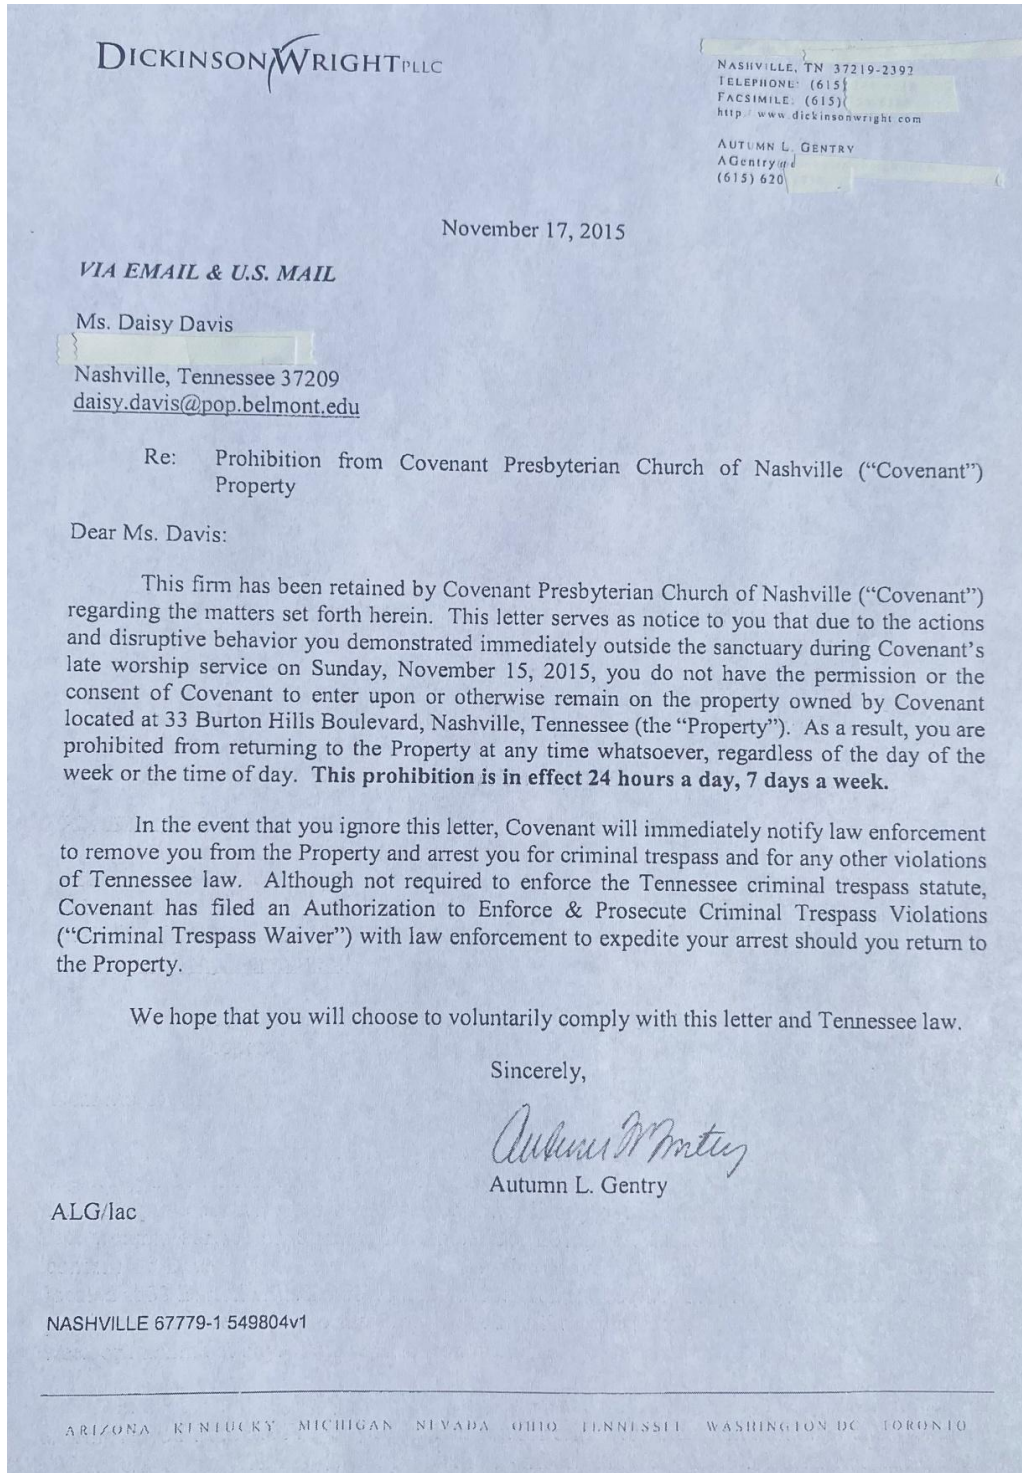 DICKINSON WRIGHT PLLC
NASHVILLE, TN 37219-2392
TELEPHONE: (615)
FACSIMILE: (615)
http://www.dickinsonwright.com
AUTUMN L. GENTRY
AGentry@d
(615) 620
November 17, 2015
VIA EMAIL & U.S. MAIL
Ms. Daisy Davis
Nashville, Tennessee 37209
daisy.davis@pop.belmont.edu
Re: Prohibition from Covenant Presbyterian Church of Nashville (“Covenant”)
Property
Dear Ms. Davis:
This firm has been retained by Covenant Presbyterian Church of Nashville (“Covenant”)
regarding the matters set forth herein. This letter serves as notice to you that due to the actions
and disruptive behavior you demonstrated immediately outside the sanctuary during Covenant’s
late worship service on Sunday, November 15, 2015, you do not have the permission or the
consent of Covenant to enter upon or otherwise remain on the property owned by Covenant
located at 33 Burton Hills Boulevard, Nashville, Tennessee (the “Property”). As a result, you are
prohibited from returning to the Property at any time whatsoever, regardless of the day of the
week or the time of day. This prohibition is in effect 24 hours a day, 7 days a week.
In the event that you ignore this letter, Covenant will immediately notify law enforcement
to remove you from the Property and arrest you for criminal trespass and for any other violations
of Tennessee law. Although not required to enforce the Tennessee criminal trespass statute,
Covenant has filed an Authorization to Enforce & Prosecute Criminal Trespass Violations
(“Criminal Trespass Waiver”) with law enforcement to expedite your arrest should you return to
the Property.
We hope that you will choose to voluntarily comply with this letter and Tennessee law.
Sincerely,
Autumn L. Gentry
ALG/lac
NASHVILLE 67779-1 549804v1
ARIZONA KENTUCKY MICHIGAN NEVADA OHIO TENNESSEE WASHINGTON DC TORONTO